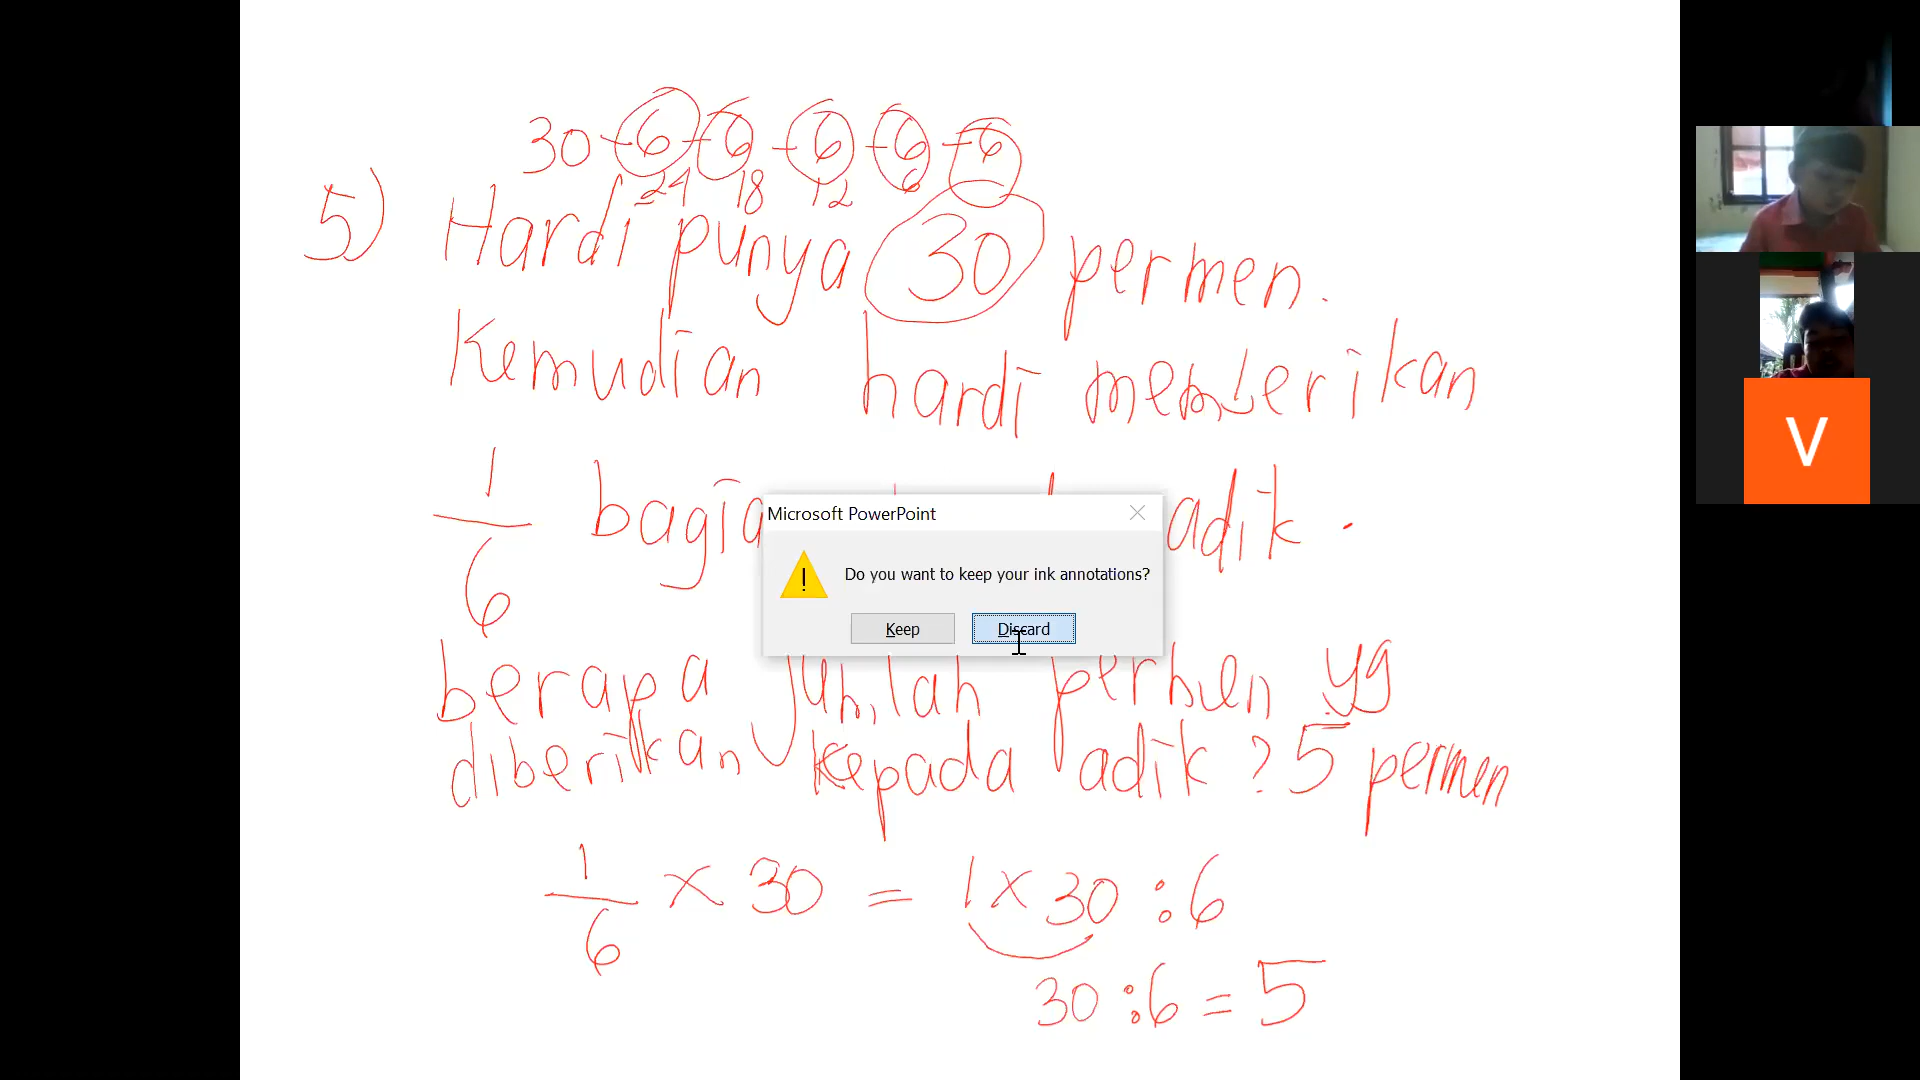 30 - 6 - 6 - 6 - 6 - 6
24 18 12 6
5) Hardi punya 30 permen.
Kemudian hardi memberikan
1/6 bagia adik.
Microsoft PowerPoint
Do you want to keep your ink annotations?
Keep Discard
berapa jumlah permen yg
diberikan kepada adik? 5 permen
1/6 × 30 = 1 × 30 : 6
30 : 6 = 5
V